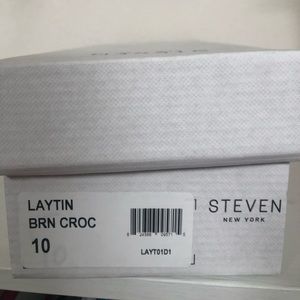 LAYTIN
BRN CROC
10
LAYT01D1
STEVEN
NEW YORK